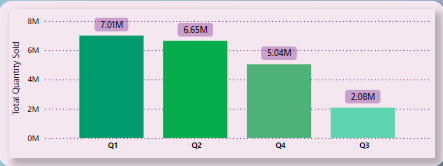 Total Quantity Sold
8M
6M
4M
2M
0M
7.01M
6.65M
5.04M
2.08M
Q1 Q2 Q4 Q3